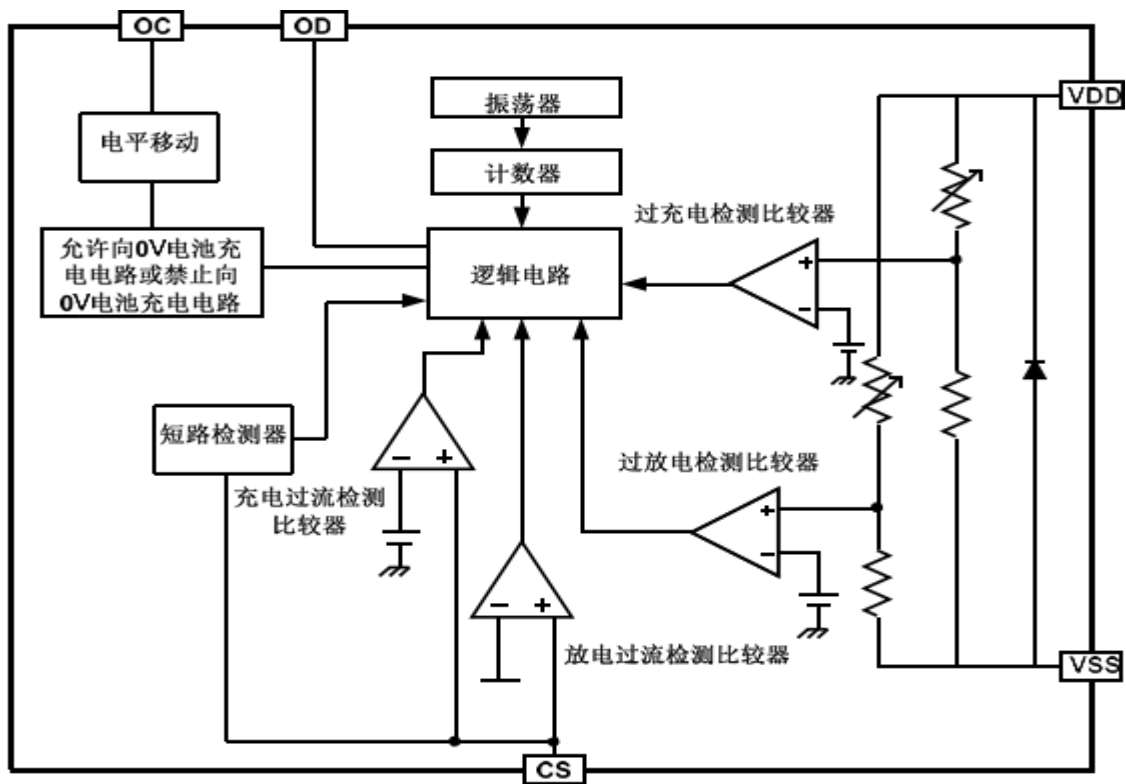 OC
OD
VDD
振荡器
电平移动
计数器
过充电检测比较器
允许向0V电池充
电电路或禁止向
0V电池充电电路
逻辑电路
+
-
短路检测器
- +
过放电检测比较器
充电过流检测
比较器
+
-
- +
放电过流检测比较器
VSS
CS